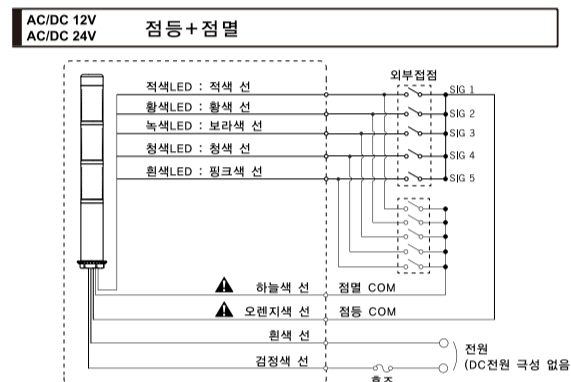 AC/DC 12V
AC/DC 24V
점등+점멸
외부접점
적색LED : 적색 선
SIG 1
황색LED : 황색 선
SIG 2
녹색LED : 보라색 선
SIG 3
청색LED : 청색 선
SIG 4
흰색LED : 핑크색 선
SIG 5
하늘색 선 점멸 COM
오렌지색 선 점등 COM
흰색 선
전원
(DC전원 극성 없음
검정색 선